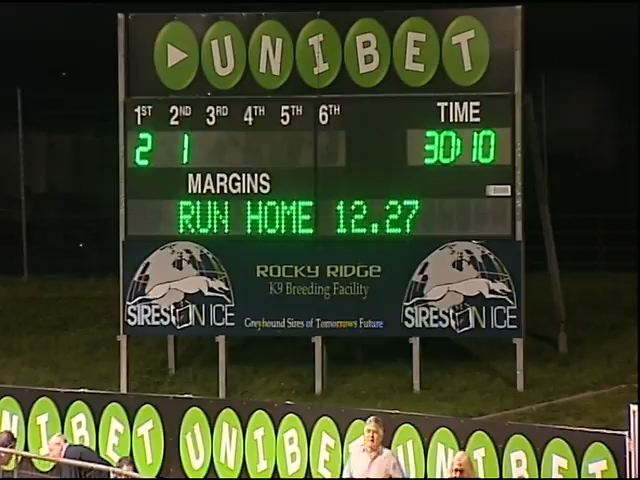 UNIBET
1ST 2ND 3RD 4TH 5TH 6TH TIME
2 1 30:10
MARGINS
RUN HOME 12.27
SIRES ON ICE
ROCKY RIDGE
K9 Breeding Facility
Greyhound Sires of Tomorrows Future
SIRES ON ICE
NIBET UNIBET UNIBET